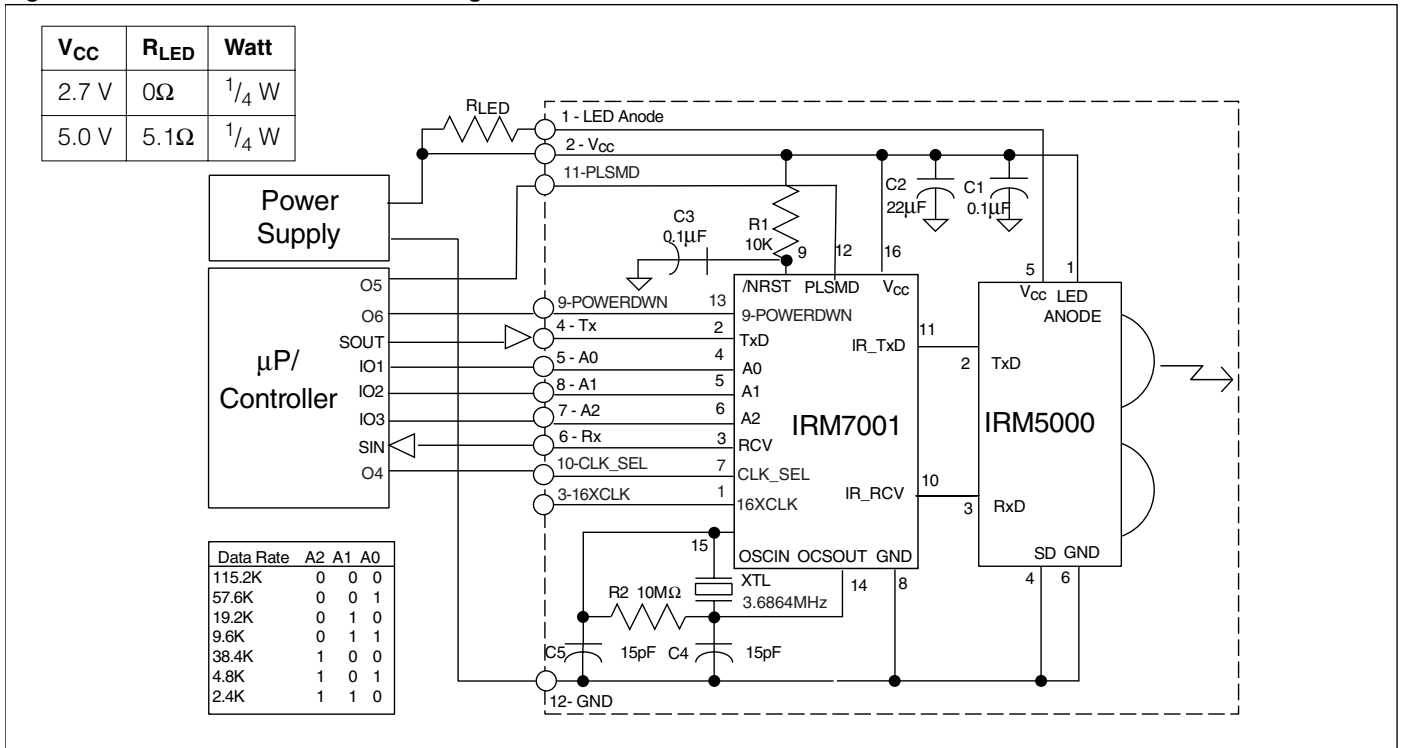 V_CC R_LED Watt
2.7 V 0Ω 1/4 W
5.0 V 5.1Ω 1/4 W
R_LED
1 - LED Anode
2 - V_CC
11-PLSMD
Power
Supply
C2
22µF
C1
0.1µF
C3
0.1µF
R1
10K
9
12
16
5
1
µP/
Controller
O5
O6
SOUT
IO1
IO2
IO3
SIN
O4
9-POWERDWN
4 - Tx
5 - A0
8 - A1
7 - A2
6 - Rx
10-CLK_SEL
3-16XCLK
13
2
4
5
6
3
7
1
/NRST PLSMD V_CC
9-POWERDWN
TxD
A0
A1
A2
RCV
CLK_SEL
16XCLK
IRM7001
IR_TxD
IR_RCV
OSCIN OCSOUT GND
11
10
2
3
V_CC LED
ANODE
TxD
IRM5000
RxD
SD GND
4
6
15
14
8
XTL
3.6864MHz
R2 10MΩ
C5 15pF
C4 15pF
12- GND
Data Rate A2 A1 A0
115.2K 0 0 0
57.6K 0 0 1
19.2K 0 1 0
9.6K 0 1 1
38.4K 1 0 0
4.8K 1 0 1
2.4K 1 1 0